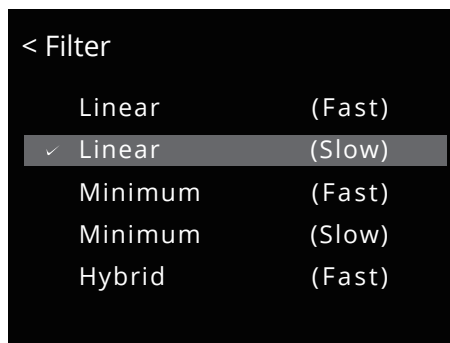 < Filter
Linear (Fast)
✓ Linear (Slow)
Minimum (Fast)
Minimum (Slow)
Hybrid (Fast)